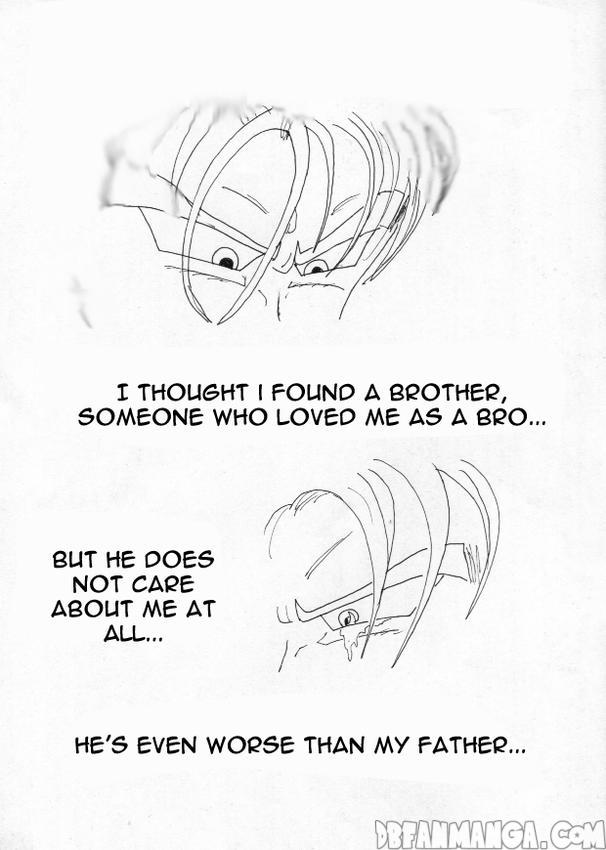 I THOUGHT I FOUND A BROTHER,
SOMEONE WHO LOVED ME AS A BRO...
BUT HE DOES
NOT CARE
ABOUT ME AT
ALL...
HE'S EVEN WORSE THAN MY FATHER...
DBFANMANGA.COM